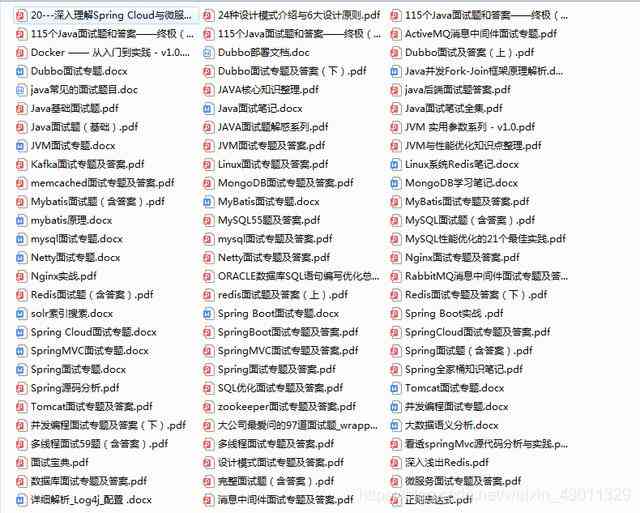 20---深入理解Spring Cloud与微服...
24种设计模式介绍与6大设计原则.pdf
115个Java面试题和答案——终极（...
115个Java面试题和答案——终极（...
115个Java面试题和答案——终极（...
ActiveMQ消息中间件面试专题.pdf
Docker —— 从入门到实践 - v1.0....
Dubbo部署文档.doc
Dubbo面试及答案（上）.pdf
Dubbo面试专题.docx
Dubbo面试专题及答案（下）.pdf
Java并发Fork-Join框架原理解析.d...
java常见的面试题目.doc
JAVA核心知识整理.pdf
java后端面试题答案.pdf
Java基础面试题.pdf
Java面试笔记.docx
Java面试笔试全集.pdf
Java面试题（基础）.pdf
JAVA面试题解惑系列.pdf
JVM 实用参数系列 - v1.0.pdf
JVM面试专题.docx
JVM面试专题及答案.pdf
JVM与性能优化知识点整理.pdf
Kafka面试专题及答案.pdf
Linux面试专题及答案.pdf
Linux系统Redis笔记.docx
memcached面试专题及答案.pdf
MongoDB面试专题及答案.pdf
MongoDB学习笔记.docx
Mybatis面试题（含答案）.pdf
MyBatis面试专题.docx
MyBatis面试专题及答案.pdf
mybatis原理.docx
MySQL55题及答案.pdf
MySQL面试题（含答案）.pdf
mysql面试专题.docx
mysql面试专题及答案.pdf
MySQL性能优化的21个最佳实践.pdf
Netty面试专题.docx
Netty面试专题及答案.pdf
Nginx面试专题及答案.pdf
Nginx实战.pdf
ORACLE数据库SQL语句编写优化总...
RabbitMQ消息中间件面试专题及答...
Redis面试题（含答案）.pdf
redis面试专题及答案（上）.pdf
Redis面试专题及答案（下）.pdf
solr索引搜素.docx
Spring Boot面试专题.docx
Spring Boot实战 .pdf
Spring Cloud面试专题.docx
SpringBoot面试专题及答案.pdf
SpringCloud面试专题及答案.pdf
SpringMVC面试专题.docx
SpringMVC面试专题及答案.pdf
Spring面试题（含答案）.pdf
Spring面试专题.docx
Spring面试专题及答案.pdf
Spring全家桶知识笔记.pdf
Spring源码分析.pdf
SQL优化面试专题及答案.pdf
Tomcat面试专题.docx
Tomcat面试专题及答案.pdf
zookeeper面试专题及答案.pdf
并发编程面试专题.docx
并发编程面试专题及答案（下）.pdf
大公司最爱问的97道面试题_wrapp...
大数据语义分析.docx
多线程面试59题（含答案）.pdf
多线程面试专题及答案.pdf
看透springMvc源代码分析与实践.p...
面试宝典.pdf
设计模式面试专题及答案.pdf
深入浅出Redis.pdf
数据库面试专题及答案.pdf
完整面试题（含答案）.pdf
微服务面试专题及答案.pdf
详细解析_Log4j_配置 .docx
消息中间件面试专题及答案.pdf
正则表达式.pdf